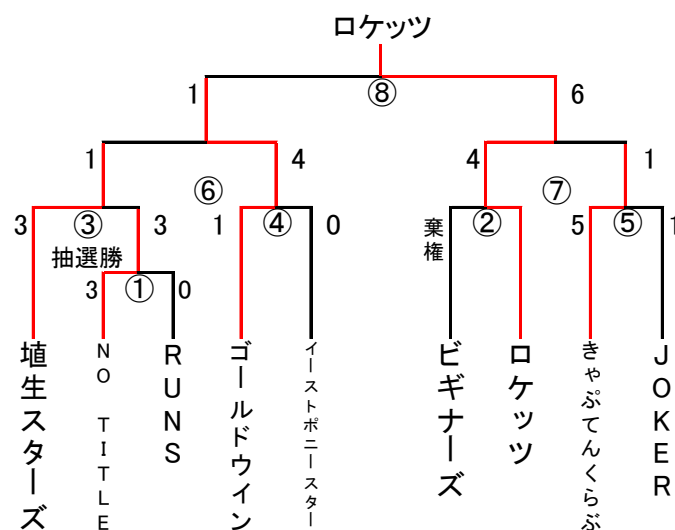 ロケッツ
1 ⑧ 6
1 4 4 1
⑥ ⑦
3 ③ 3 1 ④ 0 棄権 ② 5 ⑤ 1
抽選勝
3 ① 0
埴生スターズ
NO TITLE
RUNS
ゴールドウイン
イーストポニースター
ビギナーズ
ロケッツ
きゃぷてんくらぶ
JOKER